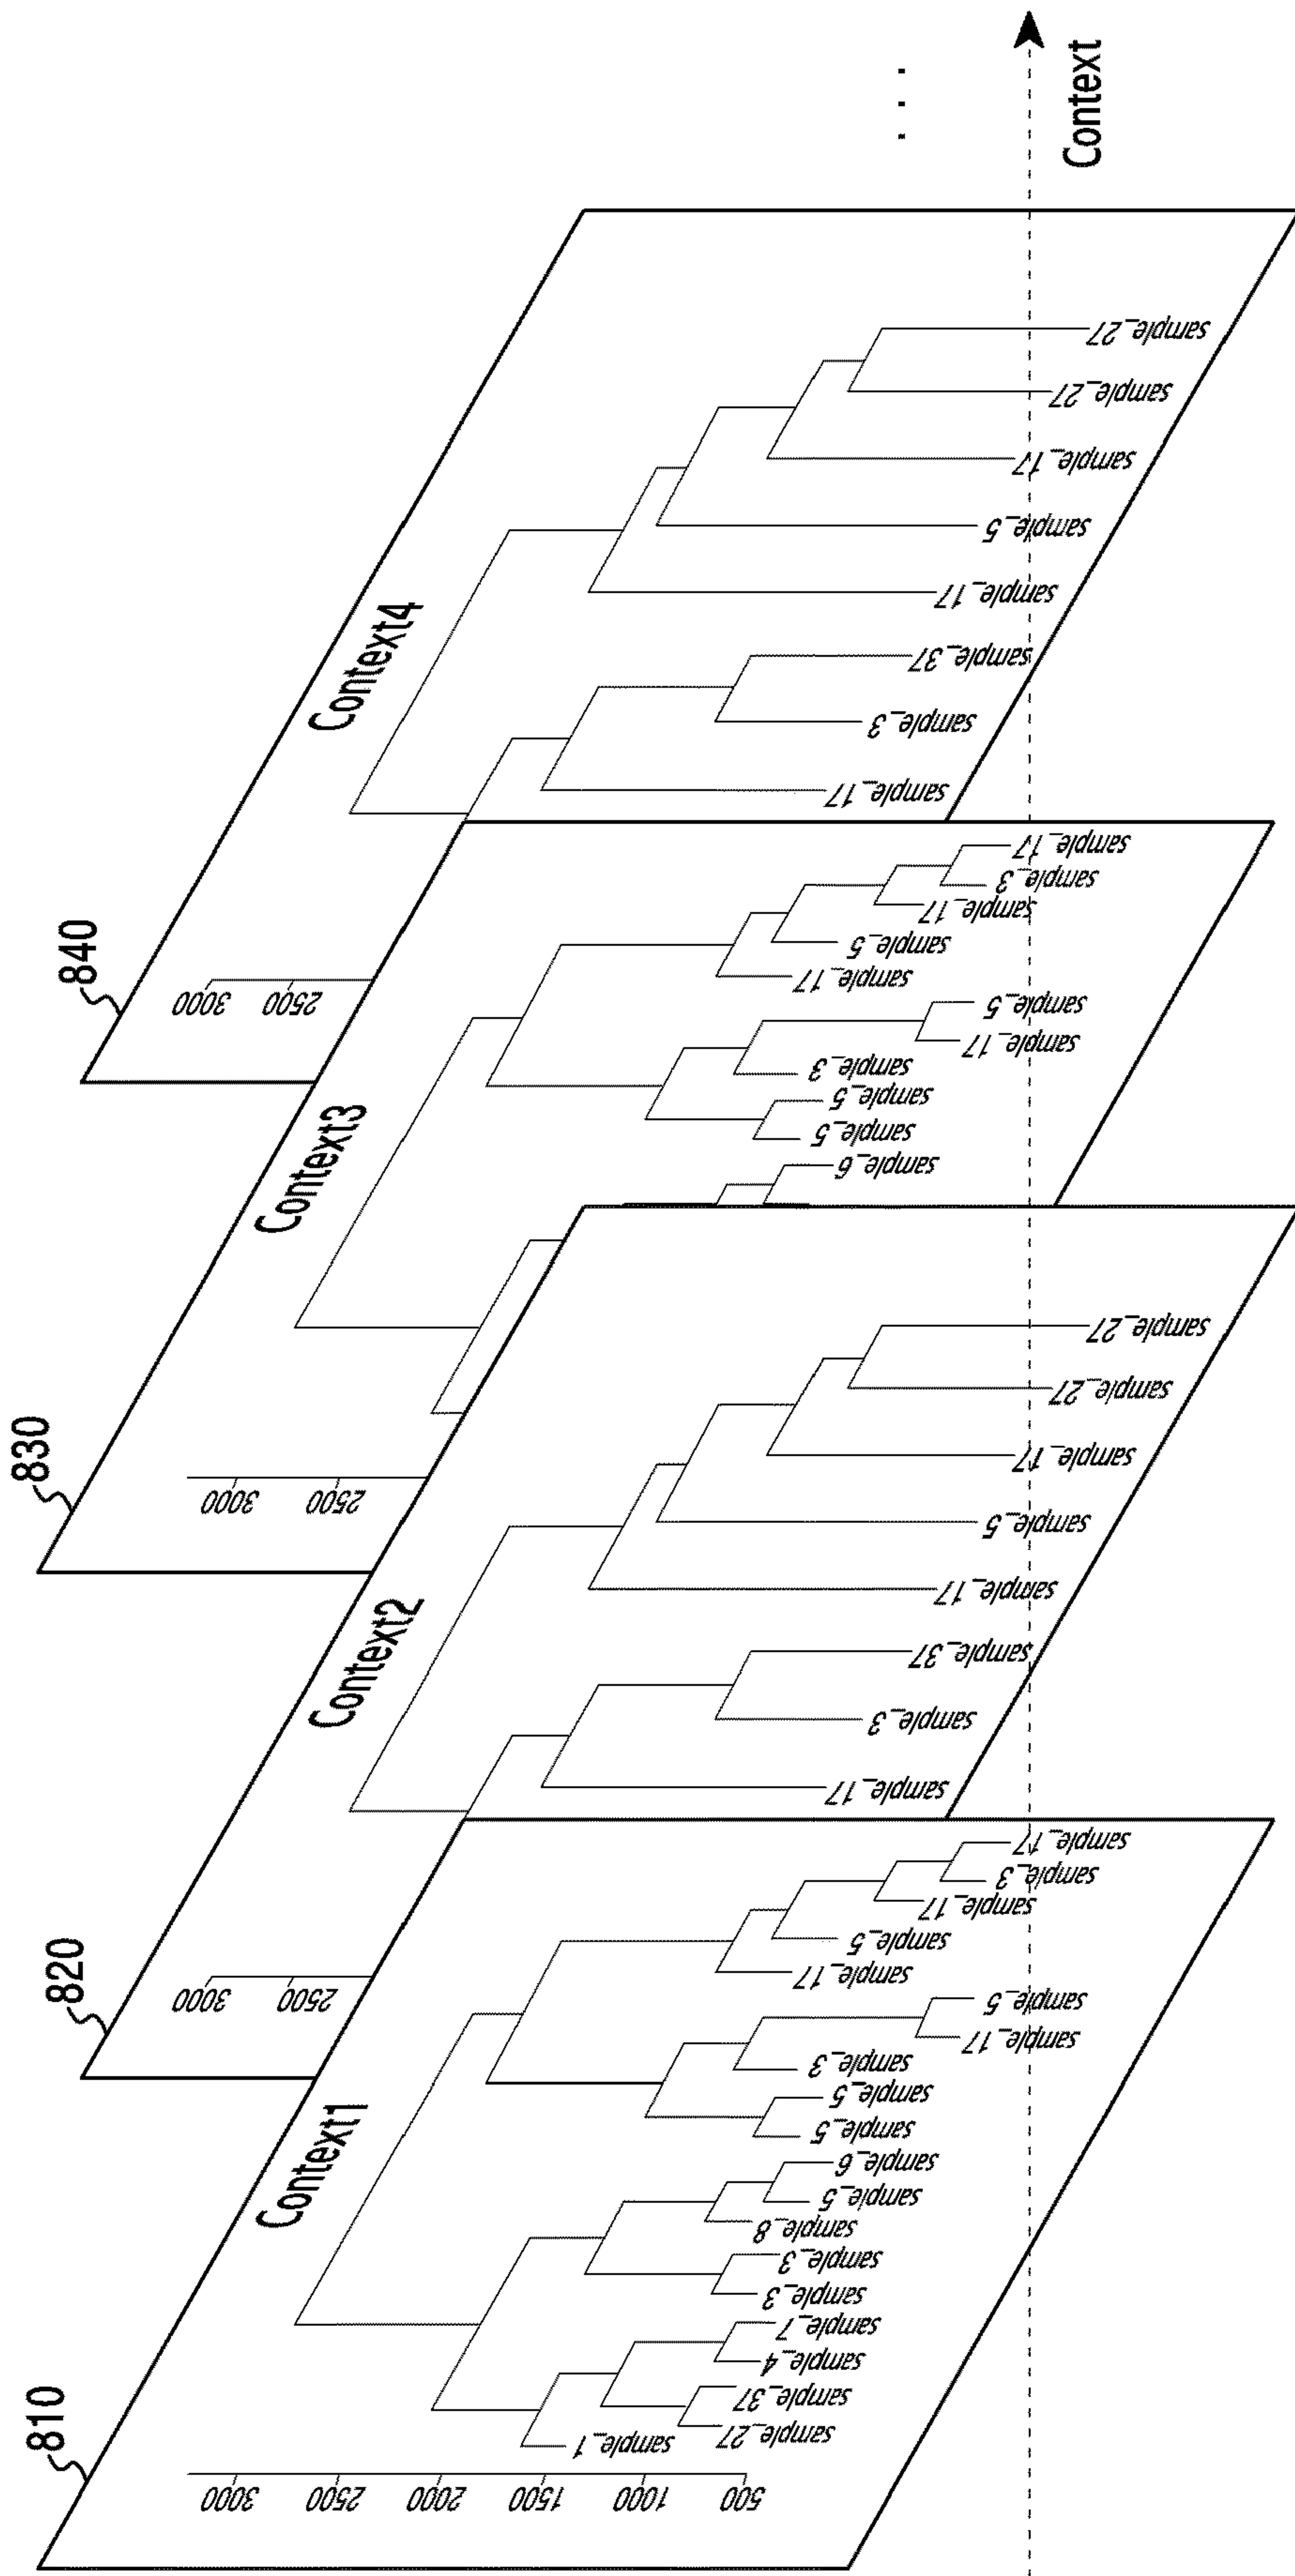 810
Context1
3000
2500
2000
1500
1000
500
sample_1
sample_27
sample_37
sample_4
sample_7
sample_3
sample_3
sample_8
sample_5
sample_6
sample_5
sample_5
sample_3
sample_17
sample_5
sample_17
sample_5
sample_17
sample_3
sample_17
820
Context2
3000
2500
sample_17
sample_3
sample_37
sample_17
sample_5
sample_17
sample_27
sample_27
830
Context3
3000
2500
sample_6
sample_5
sample_5
sample_3
sample_17
sample_5
sample_17
sample_5
sample_17
sample_3
sample_17
840
Context4
3000
2500
sample_17
sample_3
sample_37
sample_17
sample_5
sample_17
sample_27
sample_27
. . .
Context